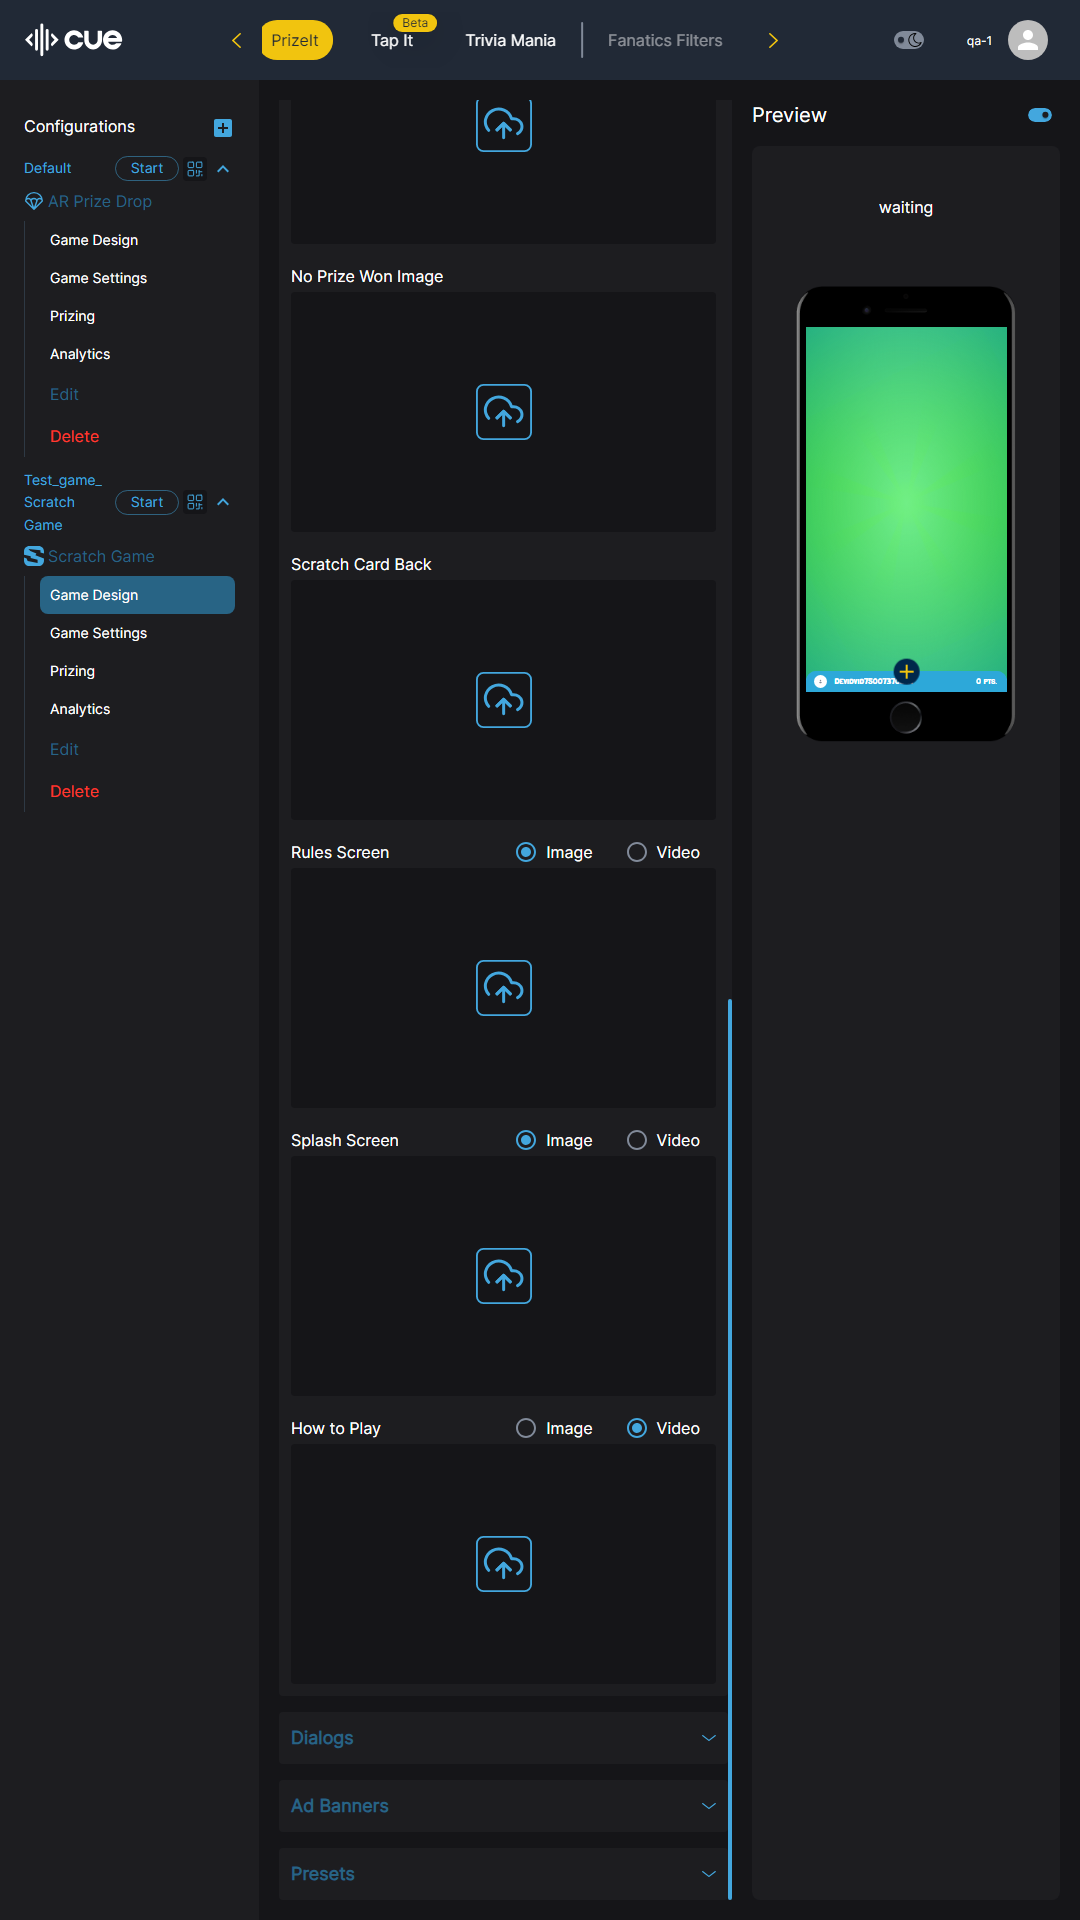 cue
PrizeIt
Beta
Tap It
Trivia Mania
Fanatics Filters
qa-1
Configurations
Default
Start
AR Prize Drop
Game Design
Game Settings
Prizing
Analytics
Edit
Delete
Test_game_
Scratch
Game
Start
Scratch Game
Game Design
Game Settings
Prizing
Analytics
Edit
Delete
No Prize Won Image
Scratch Card Back
Rules Screen
Image
Video
Splash Screen
Image
Video
How to Play
Image
Video
Dialogs
Ad Banners
Presets
Preview
waiting
0 PTS.